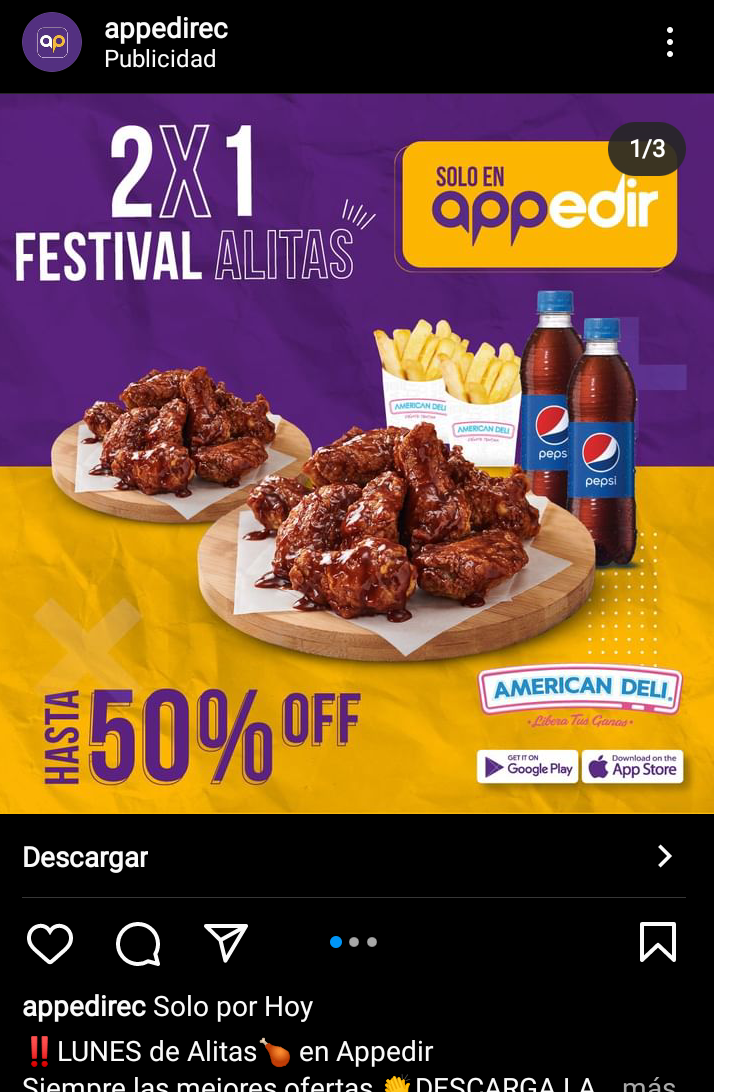 ap
appedirec
Publicidad
1/3
2X1
FESTIVAL ALITAS
SOLO EN
appedir
AMERICAN DELI
AMERICAN DELI
pepsi
pepsi
HASTA 50% OFF
AMERICAN DELI.
•Libera Tus Ganas•
GET IT ON
Google Play
Download on the
App Store
Descargar
appedirec Solo por Hoy
‼️LUNES de Alitas🍗 en Appedir
Siempre las mejores ofertas 👏DESCARGA LA... más